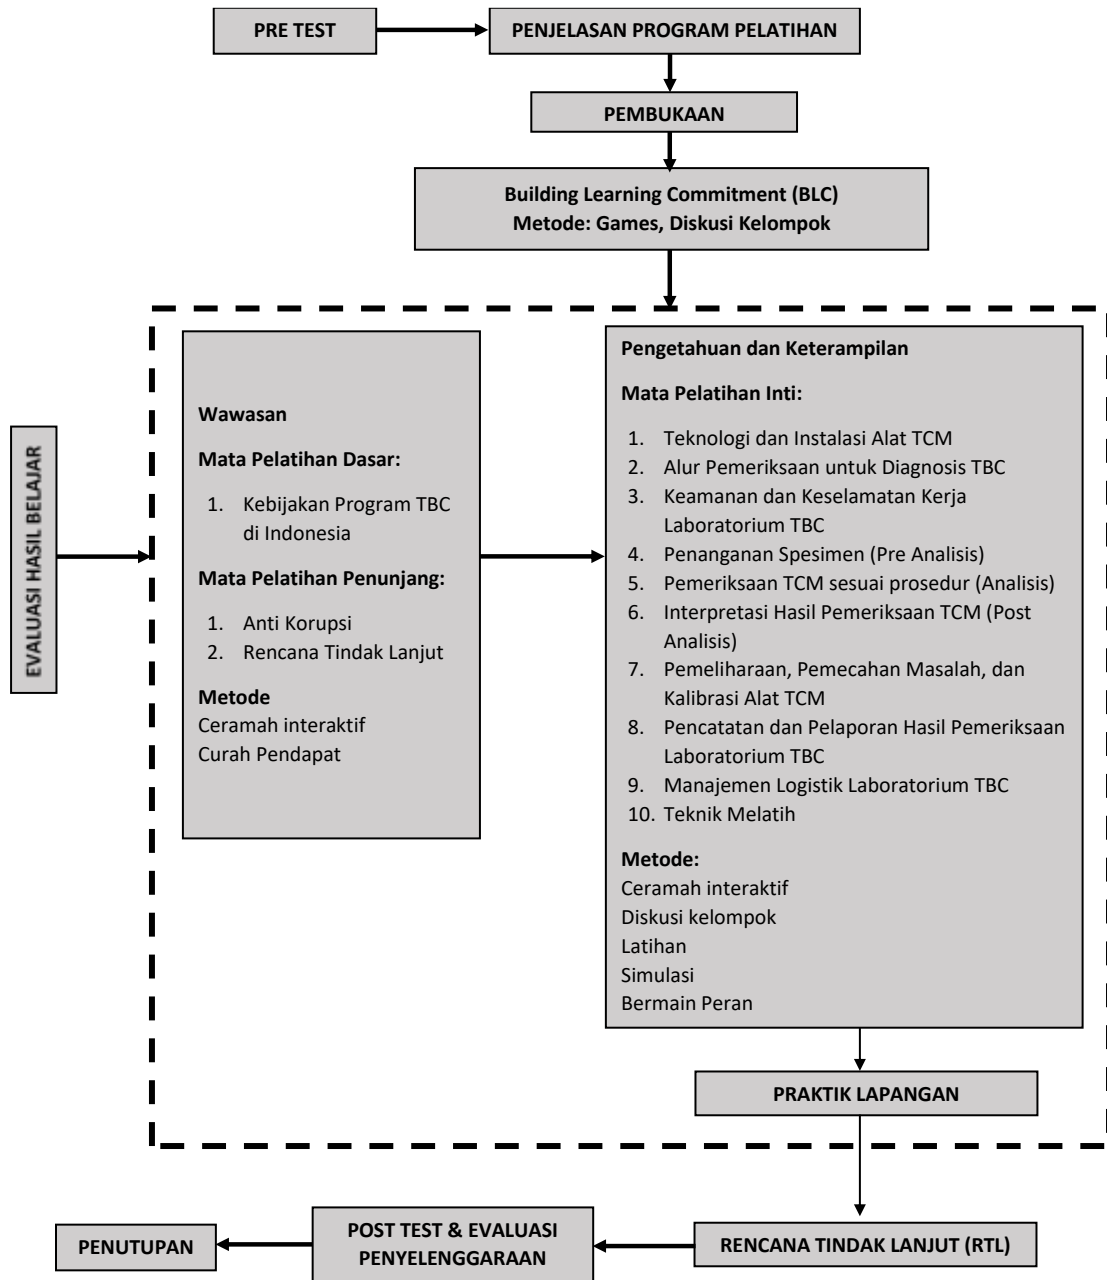 PRE TEST
PENJELASAN PROGRAM PELATIHAN
PEMBUKAAN
Building Learning Commitment (BLC)
Metode: Games, Diskusi Kelompok
EVALUASI HASIL BELAJAR
Wawasan
Mata Pelatihan Dasar:
1. Kebijakan Program TBC
di Indonesia
Mata Pelatihan Penunjang:
1. Anti Korupsi
2. Rencana Tindak Lanjut
Metode
Ceramah interaktif
Curah Pendapat
Pengetahuan dan Keterampilan
Mata Pelatihan Inti:
1. Teknologi dan Instalasi Alat TCM
2. Alur Pemeriksaan untuk Diagnosis TBC
3. Keamanan dan Keselamatan Kerja
Laboratorium TBC
4. Penanganan Spesimen (Pre Analisis)
5. Pemeriksaan TCM sesuai prosedur (Analisis)
6. Interpretasi Hasil Pemeriksaan TCM (Post
Analisis)
7. Pemeliharaan, Pemecahan Masalah, dan
Kalibrasi Alat TCM
8. Pencatatan dan Pelaporan Hasil Pemeriksaan
Laboratorium TBC
9. Manajemen Logistik Laboratorium TBC
10. Teknik Melatih
Metode:
Ceramah interaktif
Diskusi kelompok
Latihan
Simulasi
Bermain Peran
PRAKTIK LAPANGAN
RENCANA TINDAK LANJUT (RTL)
POST TEST & EVALUASI
PENYELENGGARAAN
PENUTUPAN